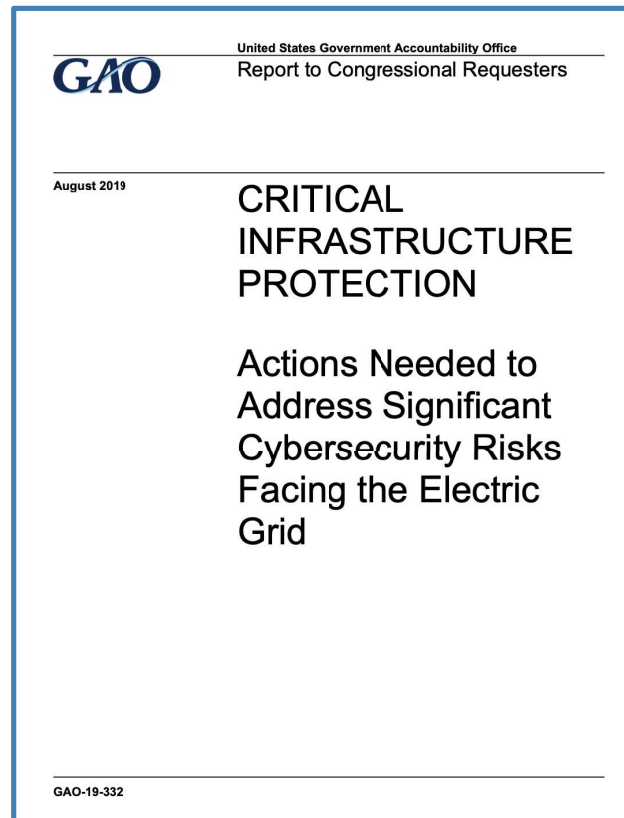 United States Government Accountability Office
GAO
Report to Congressional Requesters
August 2019
CRITICAL
INFRASTRUCTURE
PROTECTION
Actions Needed to
Address Significant
Cybersecurity Risks
Facing the Electric
Grid
GAO-19-332